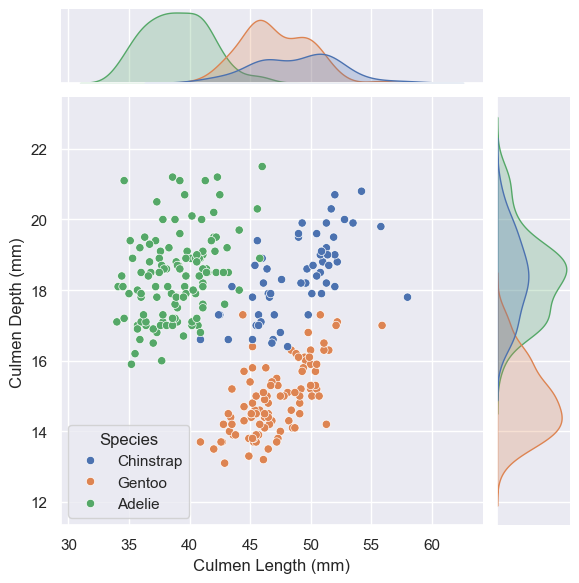 22
20
18
16
14
12
Culmen Depth (mm)
Species
Chinstrap
Gentoo
Adelie
30 35 40 45 50 55 60
Culmen Length (mm)